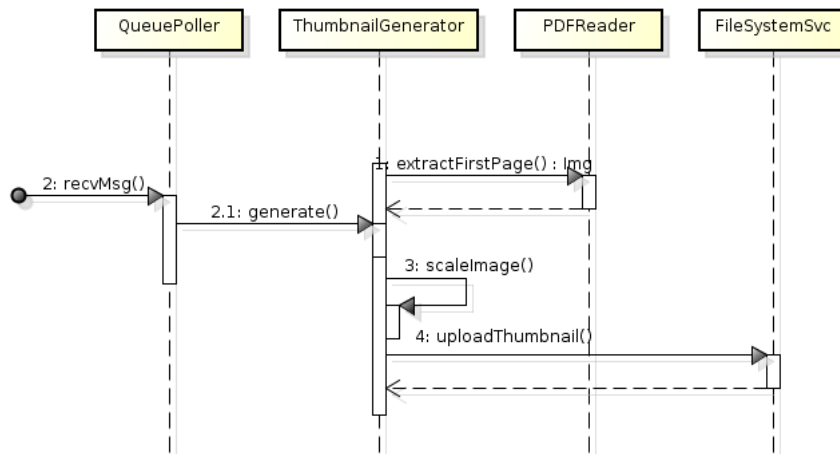 QueuePoller
ThumbnailGenerator
PDFReader
FileSystemSvc
1: extractFirstPage() : Img
2: recvMsg()
2.1: generate()
3: scaleImage()
4: uploadThumbnail()